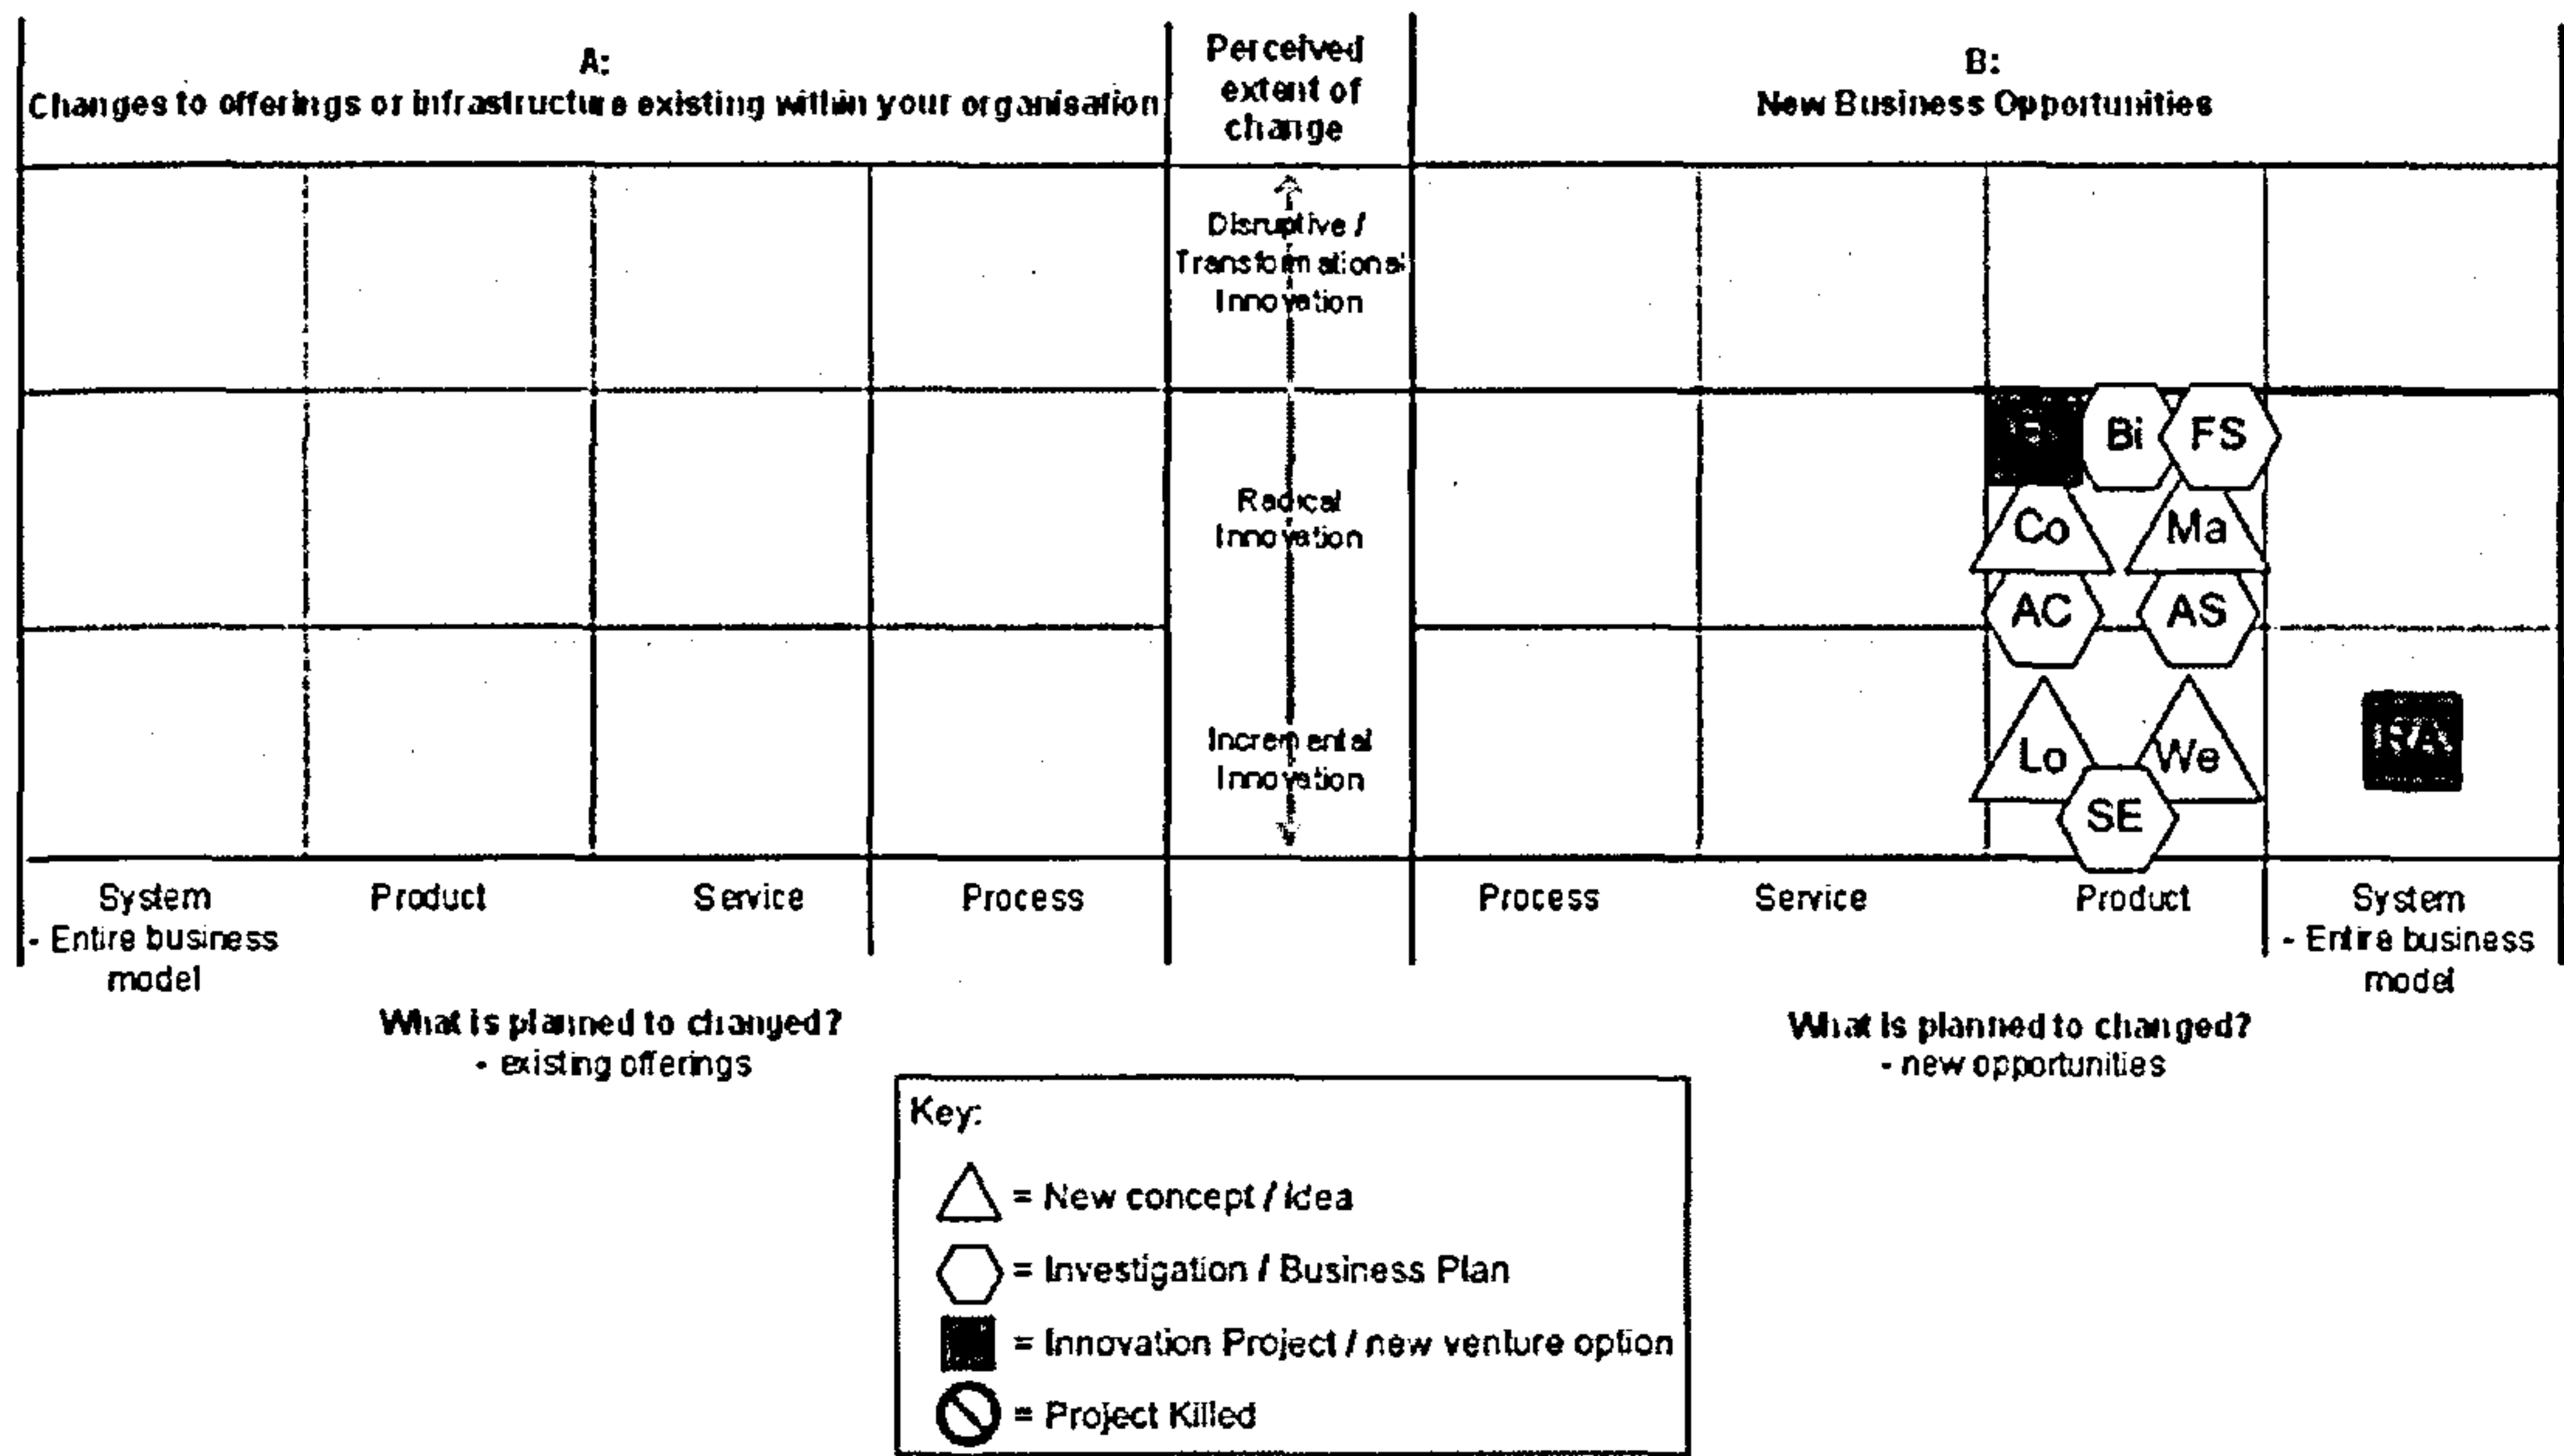 A:
Changes to offerings or infrastructure existing within your organisation
Perceived
extent of
change
B:
New Business Opportunities
Disruptive /
Transformational
Innovation
Radical
Innovation
Incremental
Innovation
Bi
FS
Co
Ma
AC
AS
Lo
We
SE
RA
System
- Entire business
model
Product
Service
Process
Process
Service
Product
System
- Entire business
model
What is planned to changed?
- existing offerings
What is planned to changed?
- new opportunities
Key:
= New concept / Idea
= Investigation / Business Plan
= Innovation Project / new venture option
= Project Killed